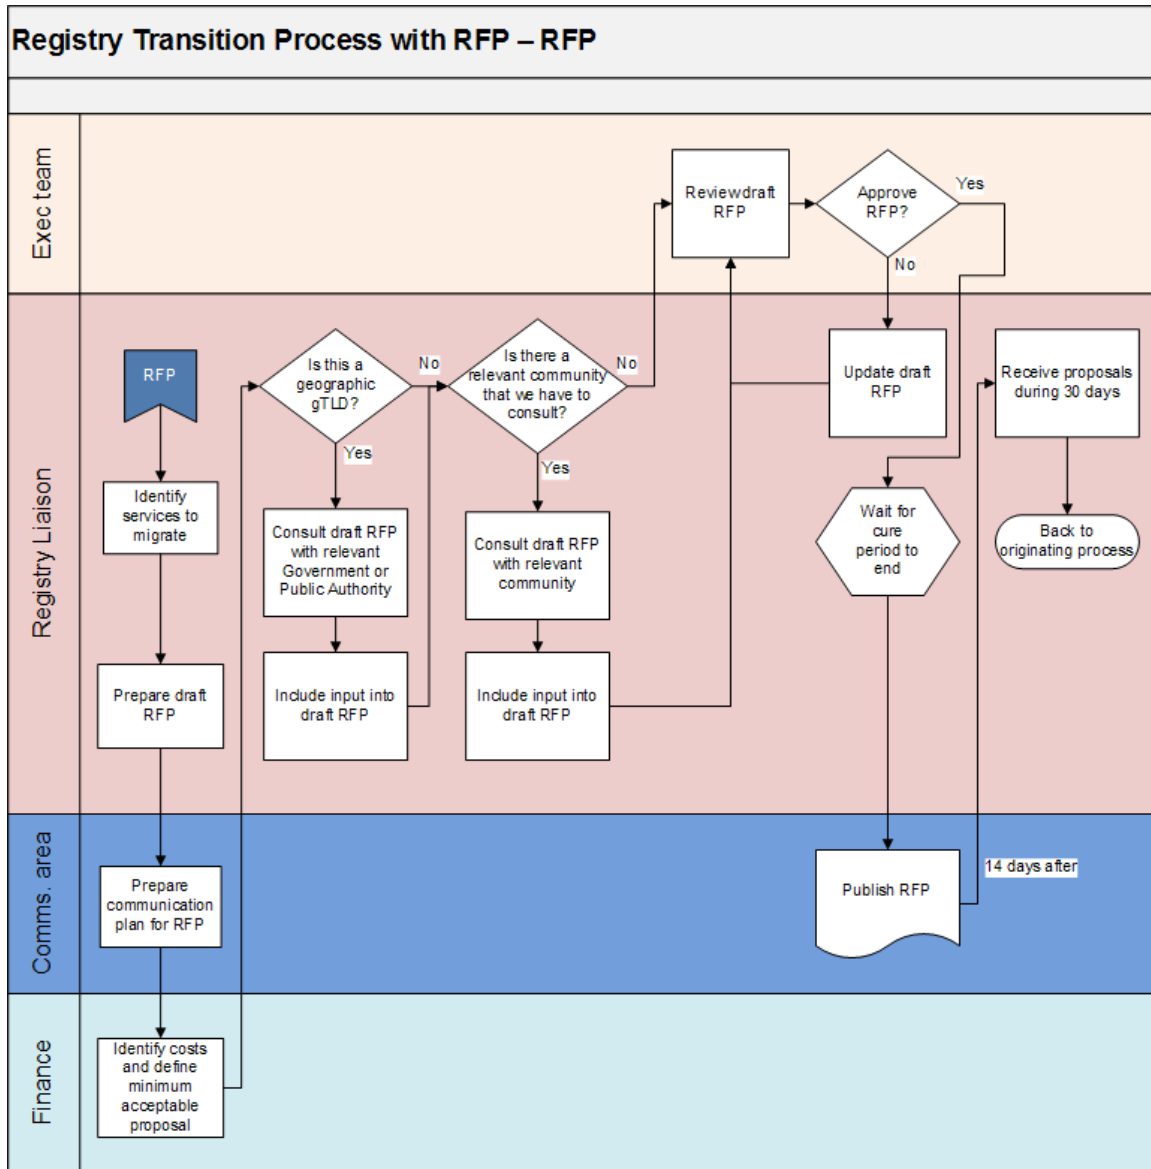 Registry Transition Process with RFP – RFP
Exec team
Reviewdraft
RFP
Approve
RFP?
Yes
No
Registry Liaison
RFP
Identify
services to
migrate
Prepare draft
RFP
Is this a
geographic
gTLD?
No
Yes
Consult draft RFP
with relevant
Government or
Public Authority
Include input into
draft RFP
Is there a
relevant community
that we have to
consult?
No
Yes
Consult draft RFP
with relevant
community
Include input into
draft RFP
Update draft
RFP
Wait for
cure
period to
end
Receive proposals
during 30 days
Back to
originating process
Comms. area
Prepare
communication
plan for RFP
Publish RFP
14 days after
Finance
Identify costs
and define
minimum
acceptable
proposal